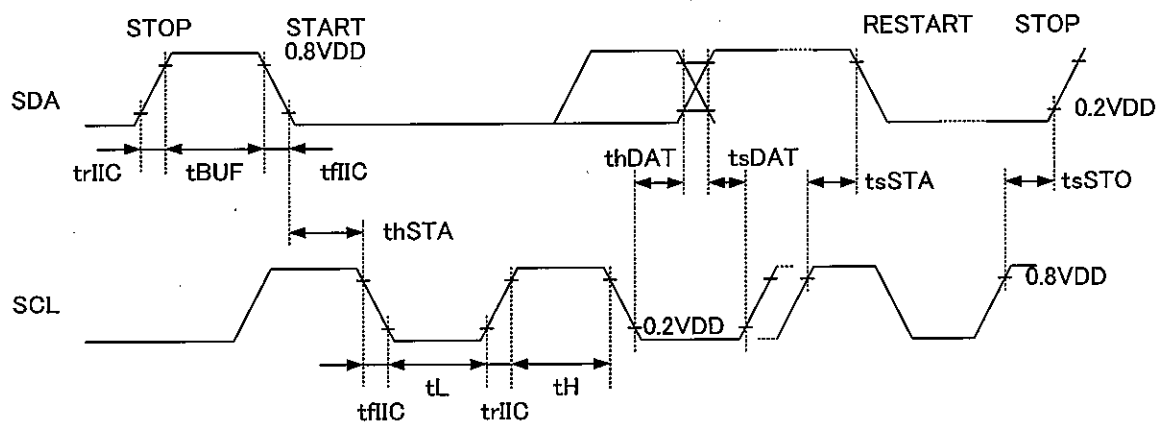 STOP START RESTART STOP
0.8VDD
SDA
0.2VDD
trIIC tBUF tfIIC thDAT tsDAT tsSTA tsSTO
thSTA
SCL
0.2VDD 0.8VDD
tfIIC tL trIIC tH